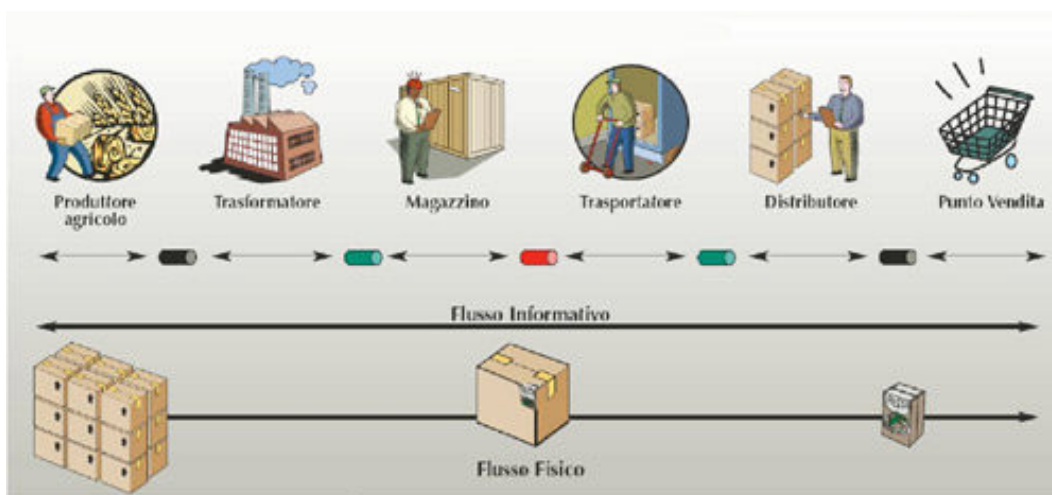 Produttore
agricolo
Trasformatore
Magazzino
Trasportatore
Distributore
Punto Vendita
Flusso Informativo
Flusso Fisico